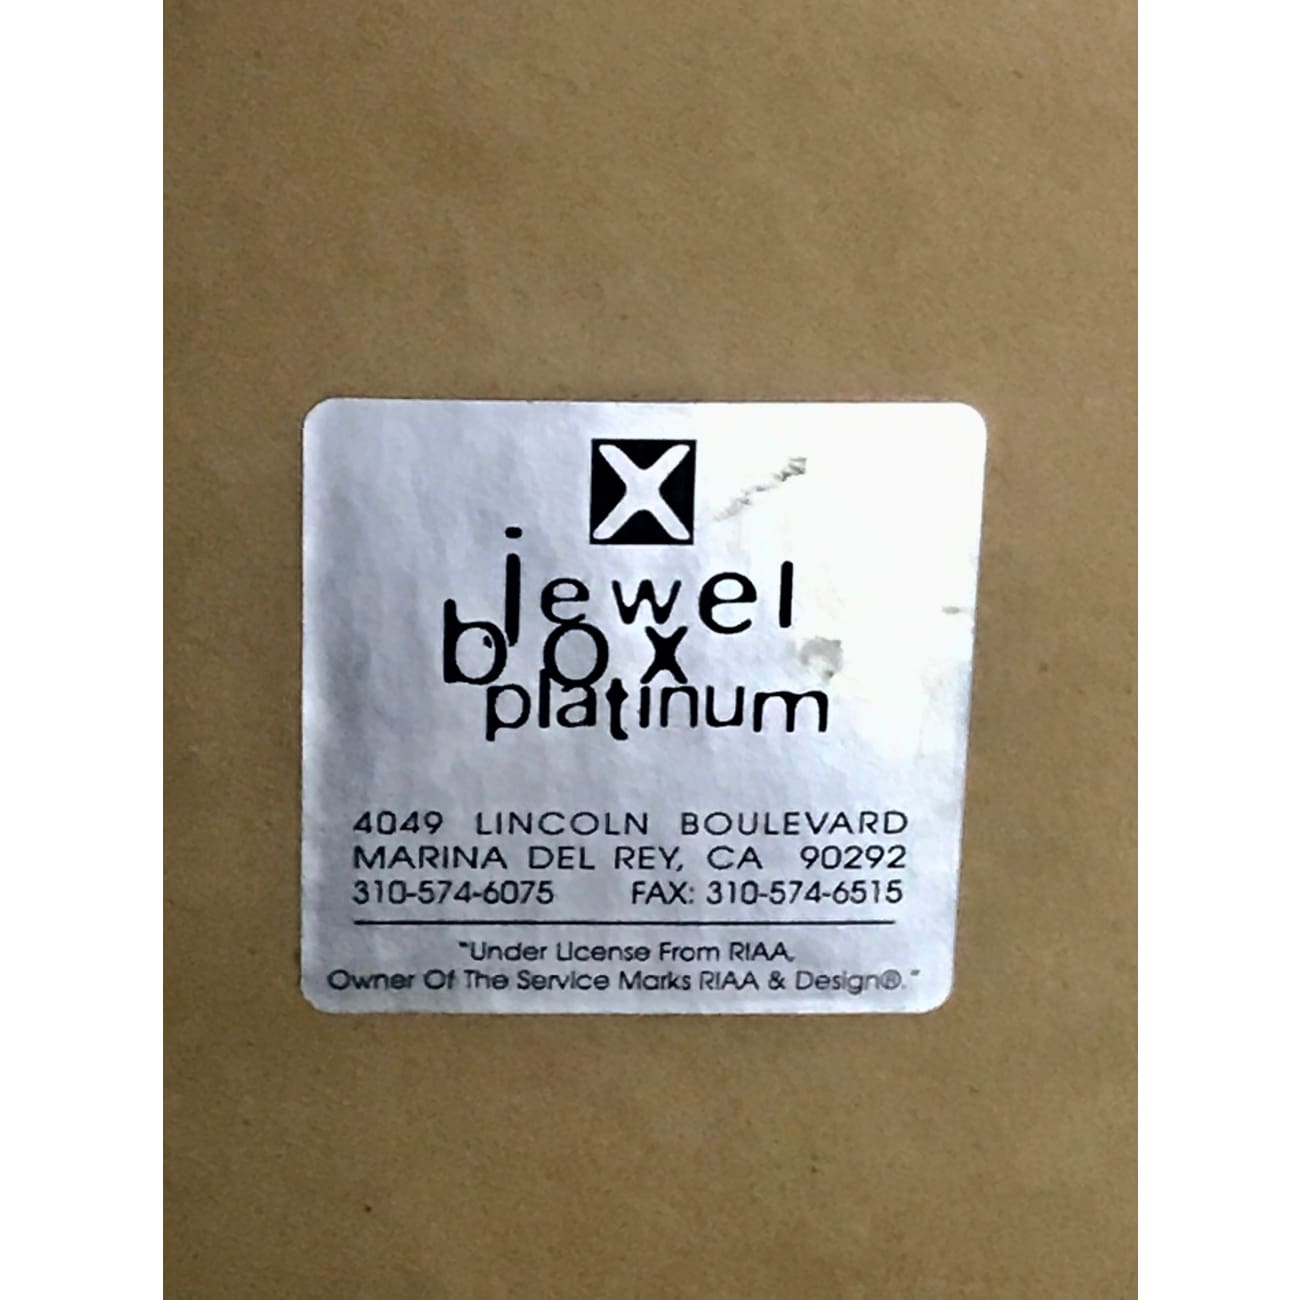 X
jewel
box
platinum
4049 LINCOLN BOULEVARD
MARINA DEL REY, CA 90292
310-574-6075 FAX: 310-574-6515
"Under License From RIAA,
Owner Of The Service Marks RIAA & Design®."